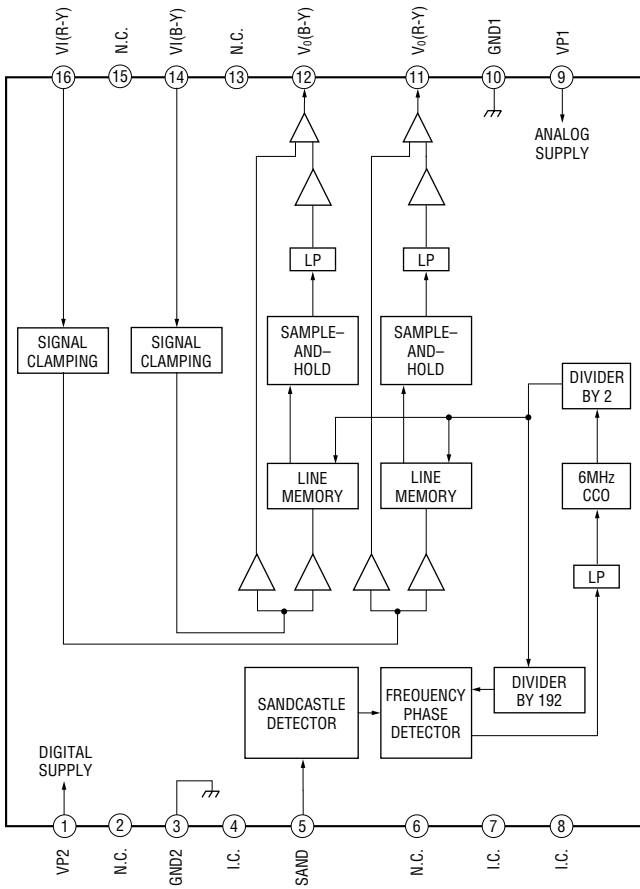 VI(R-Y)
N.C.
VI(B-Y)
N.C.
V0(B-Y)
V0(R-Y)
GND1
VP1
16
15
14
13
12
11
10
9
ANALOG
SUPPLY
LP
LP
SIGNAL
CLAMPING
SIGNAL
CLAMPING
SAMPLE–
AND–
HOLD
SAMPLE–
AND–
HOLD
DIVIDER
BY 2
LINE
MEMORY
LINE
MEMORY
6MHz
CCO
LP
SANDCASTLE
DETECTOR
FREOUENCY
PHASE
DETECTOR
DIVIDER
BY 192
DIGITAL
SUPPLY
1
2
3
4
5
6
7
8
VP2
N.C.
GND2
I.C.
SAND
N.C.
I.C.
I.C.